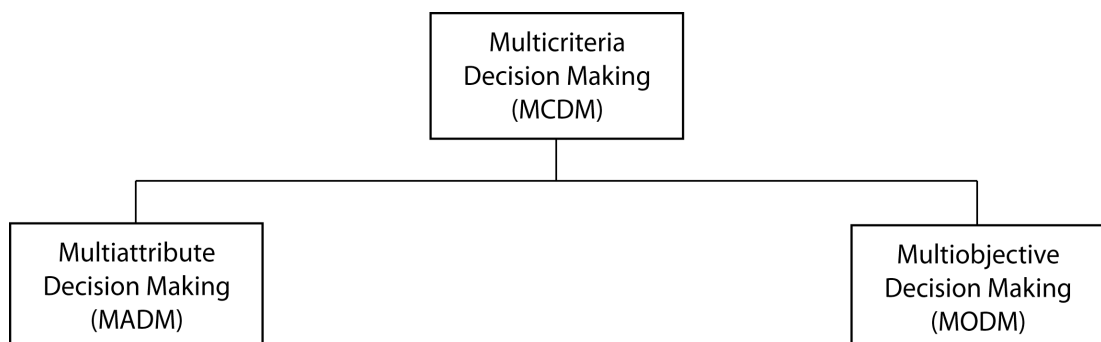 Multicriteria
Decision Making
(MCDM)
Multiattribute
Decision Making
(MADM)
Multiobjective
Decision Making
(MODM)